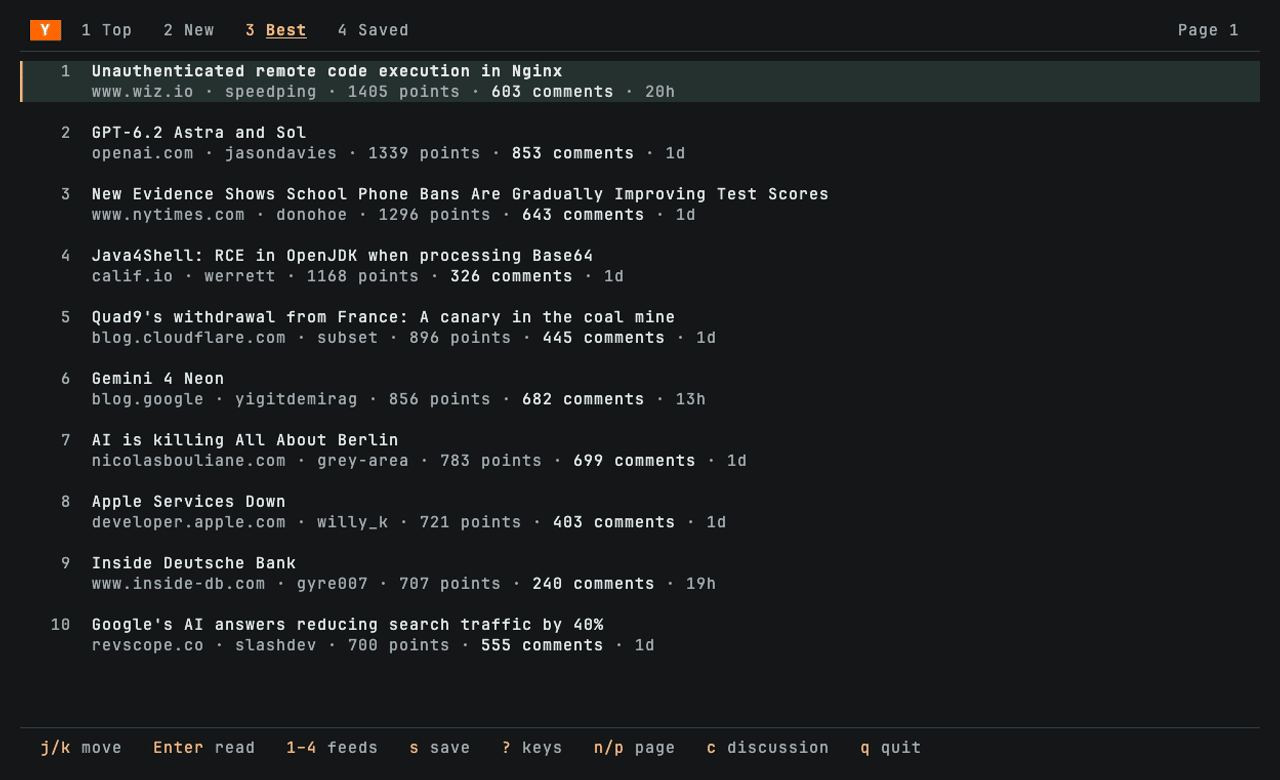 Y 1 Top 2 New 3 Best 4 Saved Page 1
1 Unauthenticated remote code execution in Nginx
www.wiz.io · speedping · 1405 points · 603 comments · 20h
2 GPT-6.2 Astra and Sol
openai.com · jasondavies · 1339 points · 853 comments · 1d
3 New Evidence Shows School Phone Bans Are Gradually Improving Test Scores
www.nytimes.com · donohoe · 1296 points · 643 comments · 1d
4 Java4Shell: RCE in OpenJDK when processing Base64
calif.io · werrett · 1168 points · 326 comments · 1d
5 Quad9's withdrawal from France: A canary in the coal mine
blog.cloudflare.com · subset · 896 points · 445 comments · 1d
6 Gemini 4 Neon
blog.google · yigitdemirag · 856 points · 682 comments · 13h
7 AI is killing All About Berlin
nicolasbouliane.com · grey-area · 783 points · 699 comments · 1d
8 Apple Services Down
developer.apple.com · willy_k · 721 points · 403 comments · 1d
9 Inside Deutsche Bank
www.inside-db.com · gyre007 · 707 points · 240 comments · 19h
10 Google's AI answers reducing search traffic by 40%
revscope.co · slashdev · 700 points · 555 comments · 1d
j/k move Enter read 1-4 feeds s save ? keys n/p page c discussion q quit